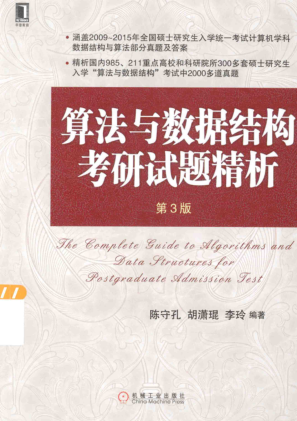 • 涵盖2009-2015年全国硕士研究生入学统一考试计算机学科
数据结构与算法部分真题及答案
• 精析国内985、211重点高校和科研院所300多套硕士研究生
入学“算法与数据结构”考试中2000多道真题
算法与数据结构
考研试题精析
第3版
The Complete Guide to Algorithms and
Data Structures for
Postgraduate Admission Test
陈守孔 胡潇琨 李玲 编著
机械工业出版社
China Machine Press